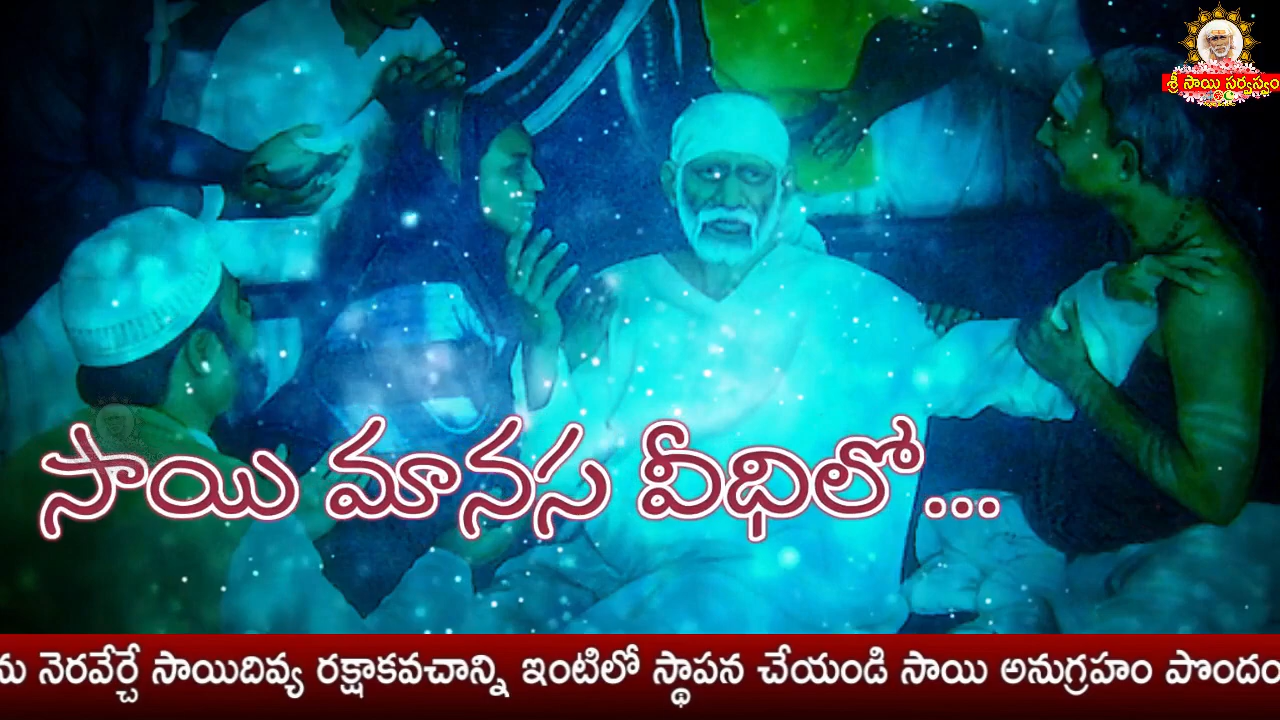 శ్రీ సాయి సర్వస్వం
సాయి మానస వీధిలో...
ను నెరవేర్చే సాయిదివ్య రక్షాకవచాన్ని ఇంటిలో స్థాపన చేయండి సాయి అనుగ్రహం పొందం